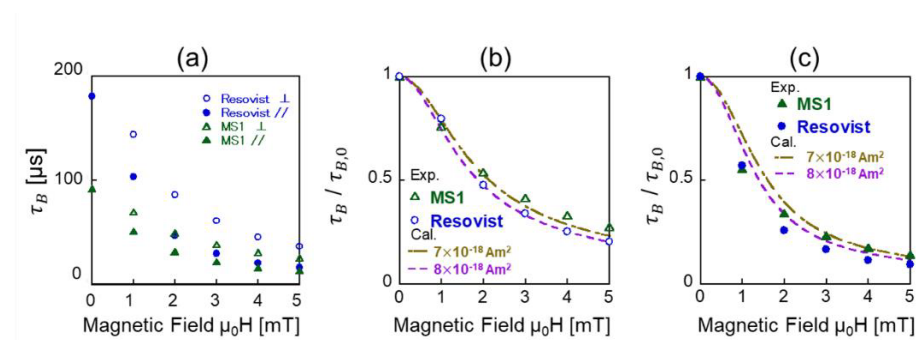 (a)
200
100
0
τB [µs]
Resovist ⊥
Resovist //
MS1 ⊥
MS1 //
0 1 2 3 4 5
Magnetic Field µ0H [mT]
(b)
1
0.5
0
τB / τB,0
Exp.
MS1
Resovist
Cal.
7×10-18 Am2
8×10-18 Am2
0 1 2 3 4 5
Magnetic Field µ0H [mT]
(c)
1
0.5
0
τB / τB,0
Exp.
MS1
Resovist
Cal.
7×10-18 Am2
8×10-18 Am2
0 1 2 3 4 5
Magnetic Field µ0H [mT]